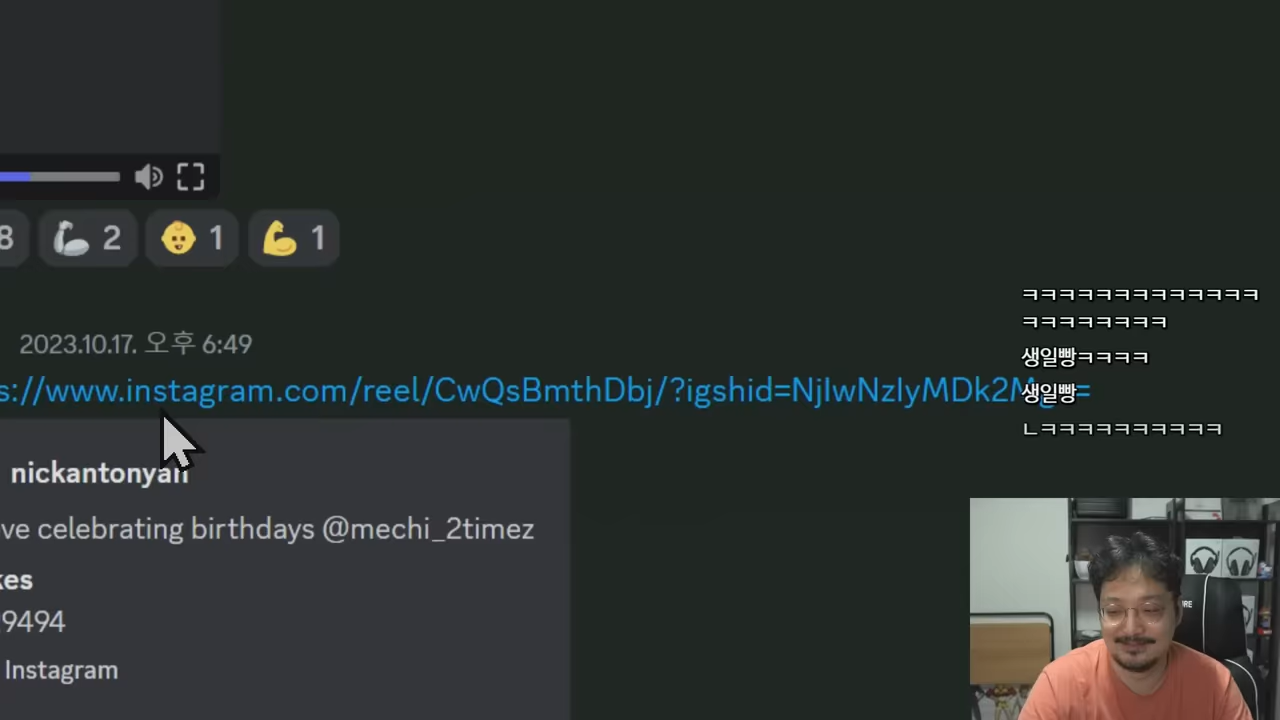 8
2
1
1
2023.10.17. 오후 6:49
s://www.instagram.com/reel/CwQsBmthDbj/?igshid=NjIwNzIyMDk2M
nickantonyan
ve celebrating birthdays @mechi_2timez
kes
9494
Instagram
ㅋㅋㅋㅋㅋㅋㅋㅋㅋㅋㅋㅋㅋ
ㅋㅋㅋㅋㅋㅋㅋㅋ
생일빵ㅋㅋㅋㅋ
생일빵
ㄴㅋㅋㅋㅋㅋㅋㅋㅋㅋㅋ